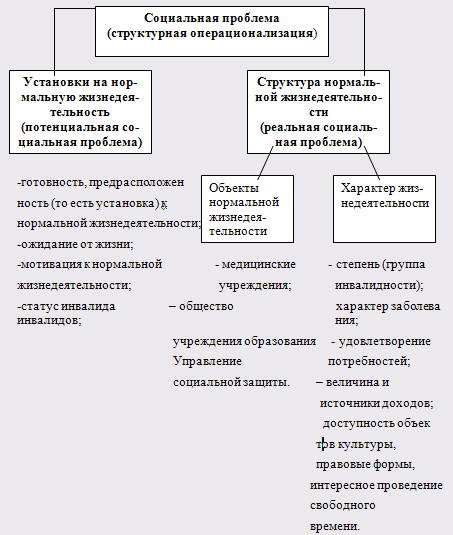 Социальная проблема
(структурная операционализация)
Установки на нор-
мальную жизнедея-
тельность
(потенциальная со-
циальная проблема)
Структура нормаль-
ной жизнедеятельно-
сти
(реальная социаль-
ная проблема)
-готовность, предрасположен
ность (то есть установка) к
нормальной жизнедеятельности;
-ожидание от жизни;
-мотивация к нормальной
жизнедеятельности;
-статус инвалида
инвалидов;
Объекты
нормальной
жизнедея-
тельности
- медицинские
учреждения;
– общество
учреждения образования
Управление
социальной защиты.
Характер жиз-
недеятельности
- степень (группа
инвалидности);
характер заболева
ния;
- удовлетворение
потребностей;
– величина и
источники доходов;
доступность объек
тов культуры,
правовые формы,
интересное проведение
свободного
времени.